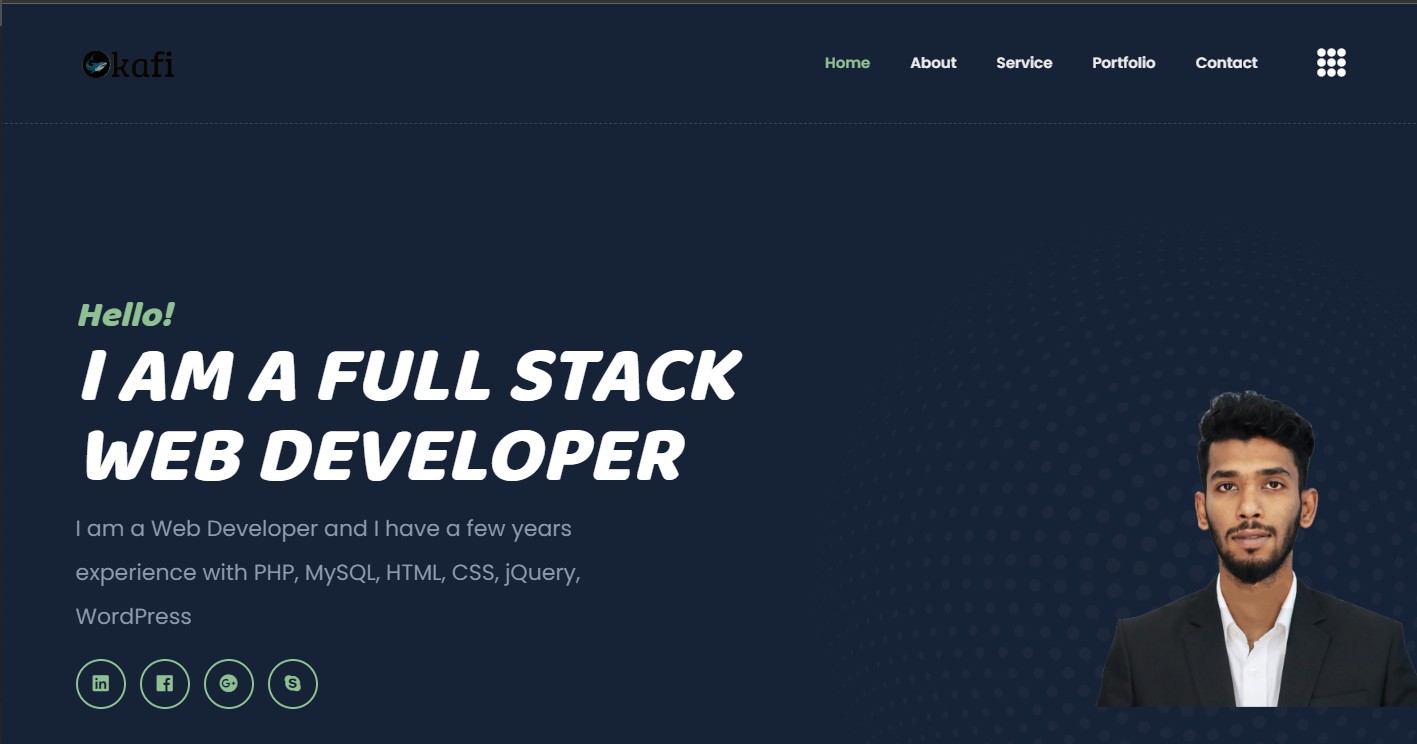 kafi
Home About Service Portfolio Contact
Hello!
I AM A FULL STACK
WEB DEVELOPER
I am a Web Developer and I have a few years
experience with PHP, MySQL, HTML, CSS, jQuery,
WordPress
in
G+